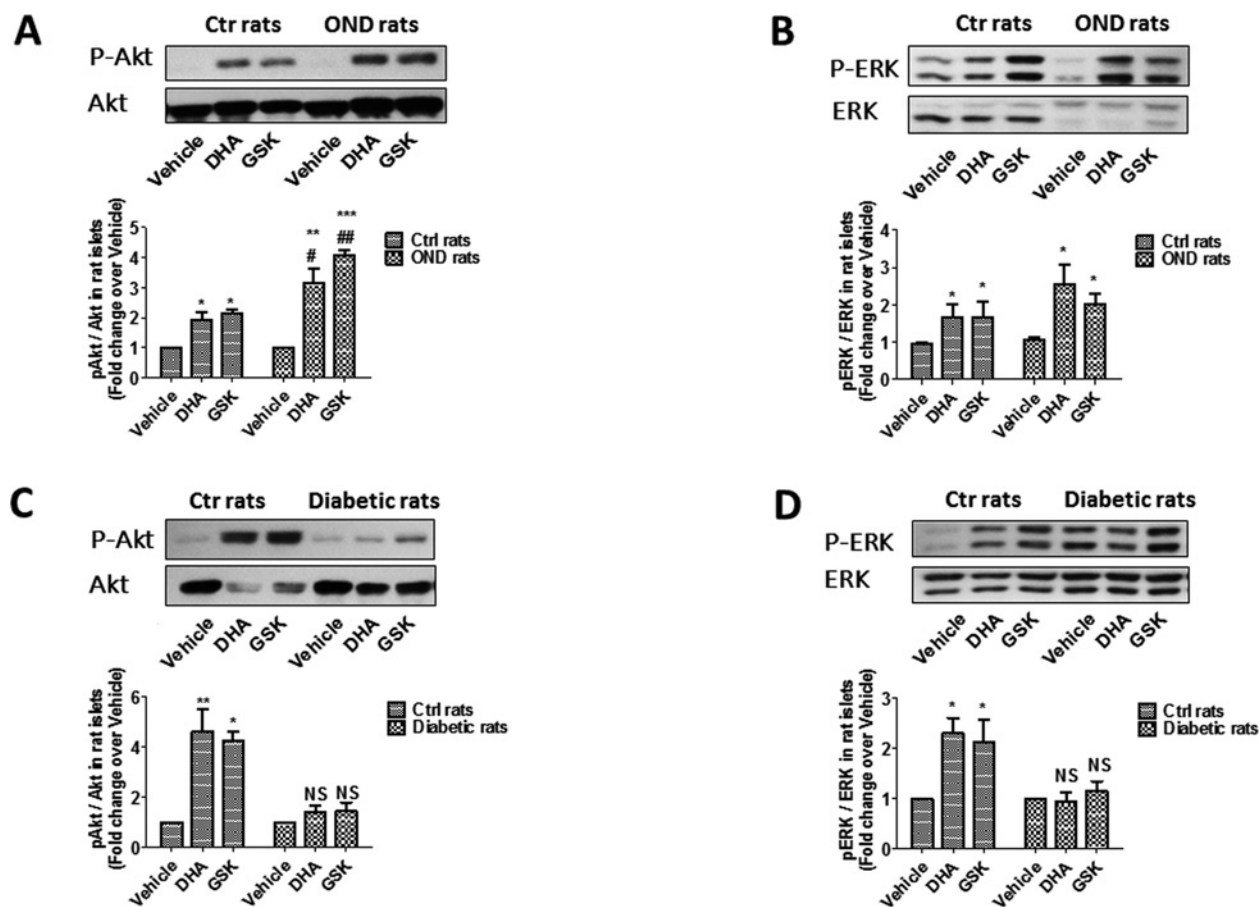 A
Ctr rats OND rats
P-Akt
Akt
Vehicle DHA GSK Vehicle DHA GSK
pAkt / Akt in rat islets
(Fold change over Vehicle)
5
4
3
2
1
0
* * ** # *** ##
Ctrl rats
OND rats
Vehicle DHA GSK Vehicle DHA GSK
B
Ctr rats OND rats
P-ERK
ERK
Vehicle DHA GSK Vehicle DHA GSK
pERK / ERK in rat islets
(Fold change over Vehicle)
4
3
2
1
0
* * * *
Ctrl rats
OND rats
Vehicle DHA GSK Vehicle DHA GSK
C
Ctr rats Diabetic rats
P-Akt
Akt
Vehicle DHA GSK Vehicle DHA GSK
pAkt / Akt in rat islets
(Fold change over Vehicle)
6
4
2
0
** * NS NS
Ctrl rats
Diabetic rats
Vehicle DHA GSK Vehicle DHA GSK
D
Ctr rats Diabetic rats
P-ERK
ERK
Vehicle DHA GSK Vehicle DHA GSK
pERK / ERK in rat islets
(Fold change over Vehicle)
3
2
1
0
* * NS NS
Ctrl rats
Diabetic rats
Vehicle DHA GSK Vehicle DHA GSK